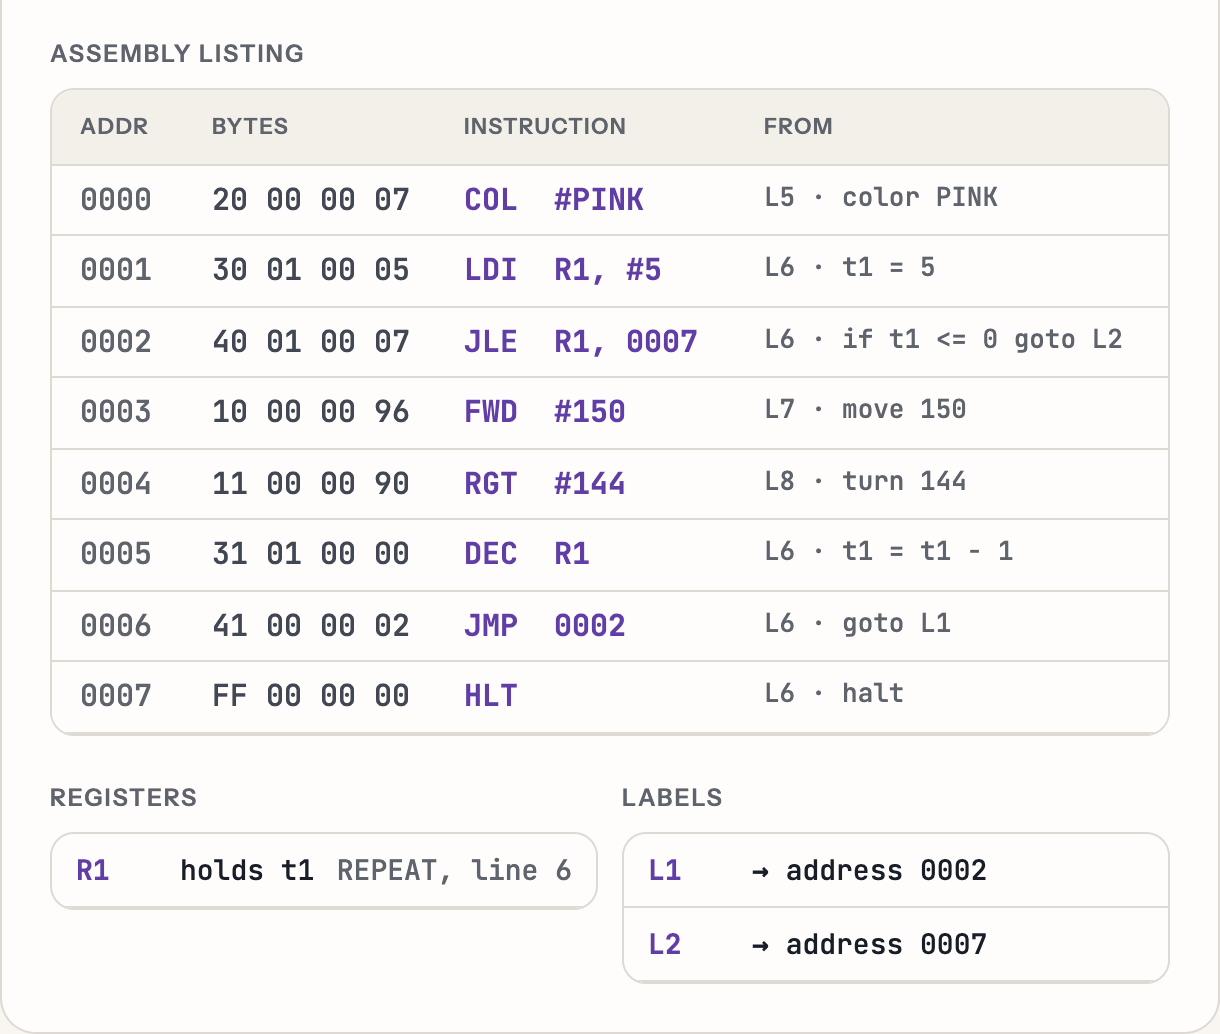 ASSEMBLY LISTING
ADDR BYTES INSTRUCTION FROM
0000 20 00 00 07 COL #PINK L5 · color PINK
0001 30 01 00 05 LDI R1, #5 L6 · t1 = 5
0002 40 01 00 07 JLE R1, 0007 L6 · if t1 <= 0 goto L2
0003 10 00 00 96 FWD #150 L7 · move 150
0004 11 00 00 90 RGT #144 L8 · turn 144
0005 31 01 00 00 DEC R1 L6 · t1 = t1 - 1
0006 41 00 00 02 JMP 0002 L6 · goto L1
0007 FF 00 00 00 HLT L6 · halt
REGISTERS
R1 holds t1 REPEAT, line 6
LABELS
L1 → address 0002
L2 → address 0007